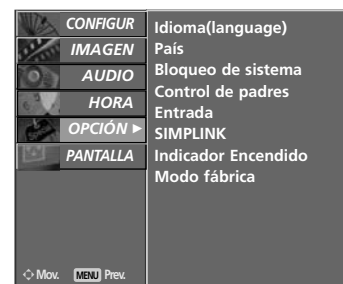 CONFIGUR
IMAGEN
AUDIO
HORA
OPCIÓN ►
PANTALLA
Idioma(language)
País
Bloqueo de sistema
Control de padres
Entrada
SIMPLINK
Indicador Encendido
Modo fábrica
Mov. MENU Prev.